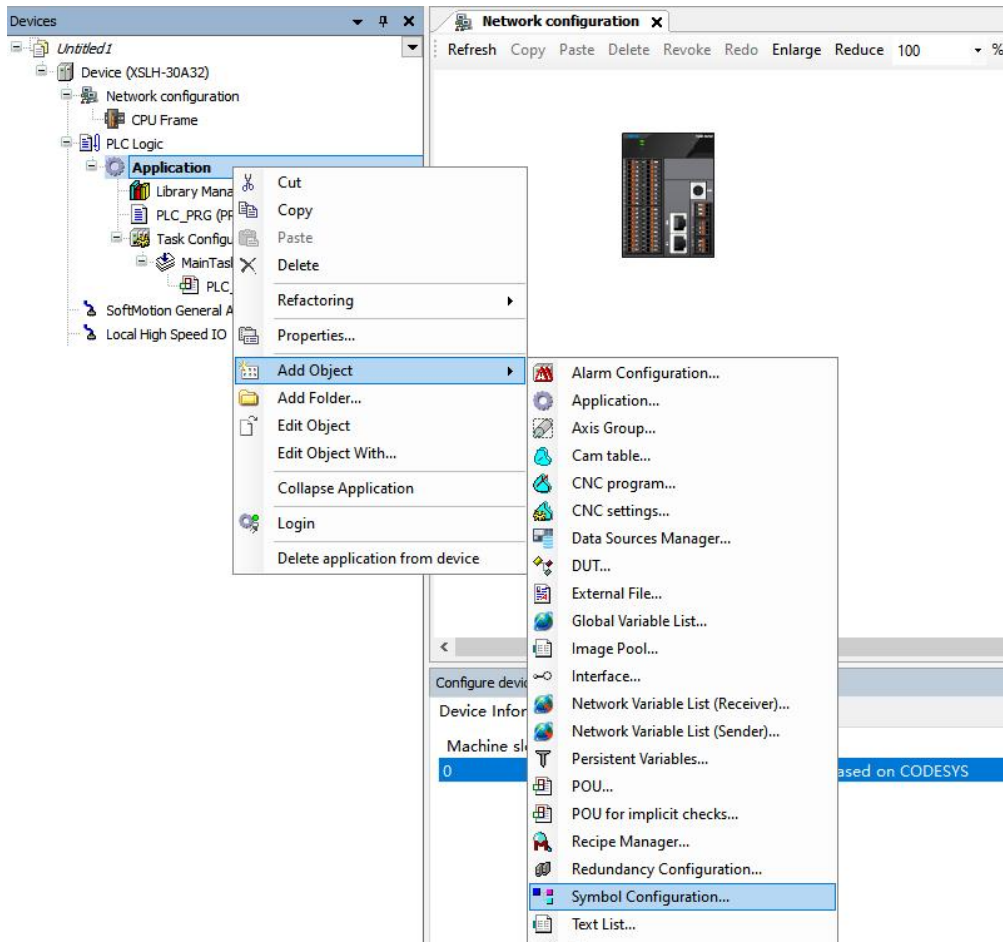 Devices
Untitled1
Device (XSLH-30A32)
Network configuration
CPU Frame
PLC Logic
Application
Library Mana
PLC_PRG (PR
Task Configu
MainTask
PLC_
SoftMotion General A
Local High Speed IO
Network configuration
Refresh Copy Paste Delete Revoke Redo Enlarge Reduce 100 %
Cut
Copy
Paste
Delete
Refactoring
Properties...
Add Object
Add Folder...
Edit Object
Edit Object With...
Collapse Application
Login
Delete application from device
Alarm Configuration...
Application...
Axis Group...
Cam table...
CNC program...
CNC settings...
Data Sources Manager...
DUT...
External File...
Global Variable List...
Image Pool...
Interface...
Network Variable List (Receiver)...
Network Variable List (Sender)...
Persistent Variables...
POU...
POU for implicit checks...
Recipe Manager...
Redundancy Configuration...
Symbol Configuration...
Text List...
Configure devic
Device Infor
Machine slo
0 ased on CODESYS